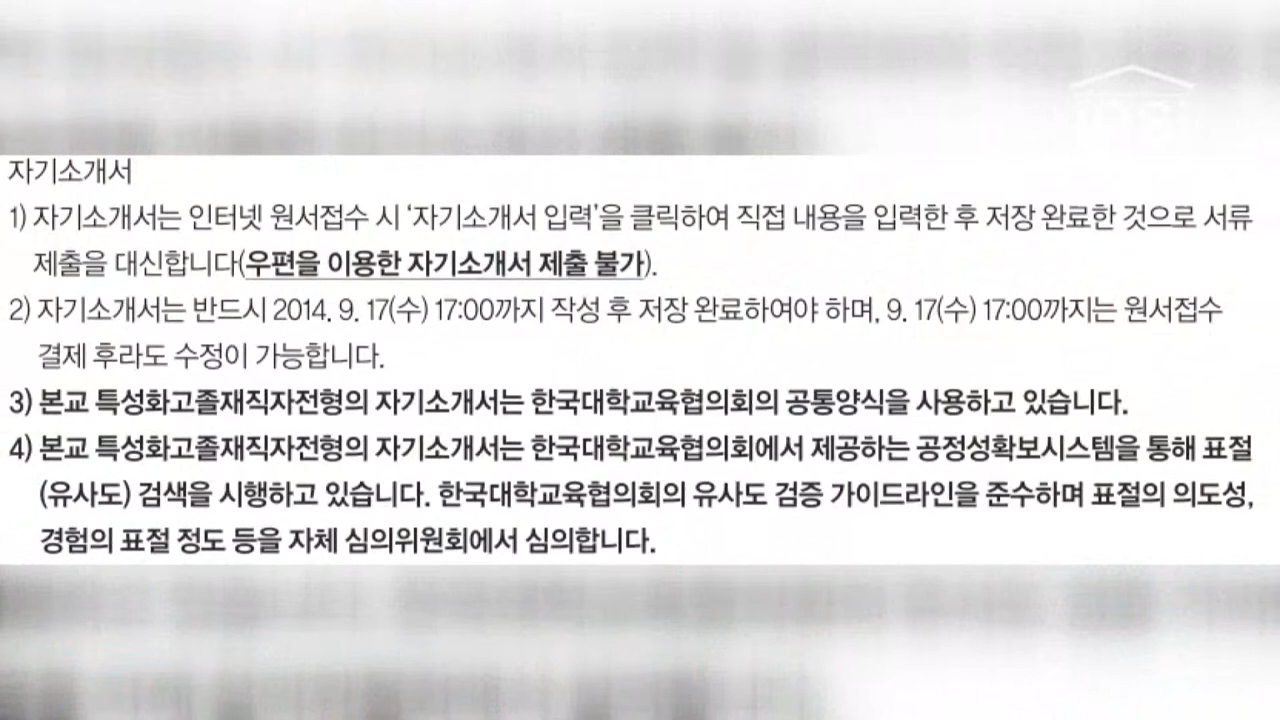 자기소개서
1) 자기소개서는 인터넷 원서접수 시 ‘자기소개서 입력’을 클릭하여 직접 내용을 입력한 후 저장 완료한 것으로 서류
제출을 대신합니다(우편을 이용한 자기소개서 제출 불가).
2) 자기소개서는 반드시 2014. 9. 17(수) 17:00까지 작성 후 저장 완료하여야 하며, 9. 17(수) 17:00까지는 원서접수
결제 후라도 수정이 가능합니다.
3) 본교 특성화고졸재직자전형의 자기소개서는 한국대학교육협의회의 공통양식을 사용하고 있습니다.
4) 본교 특성화고졸재직자전형의 자기소개서는 한국대학교육협의회에서 제공하는 공정성확보시스템을 통해 표절
(유사도) 검색을 시행하고 있습니다. 한국대학교육협의회의 유사도 검증 가이드라인을 준수하며 표절의 의도성,
경험의 표절 정도 등을 자체 심의위원회에서 심의합니다.